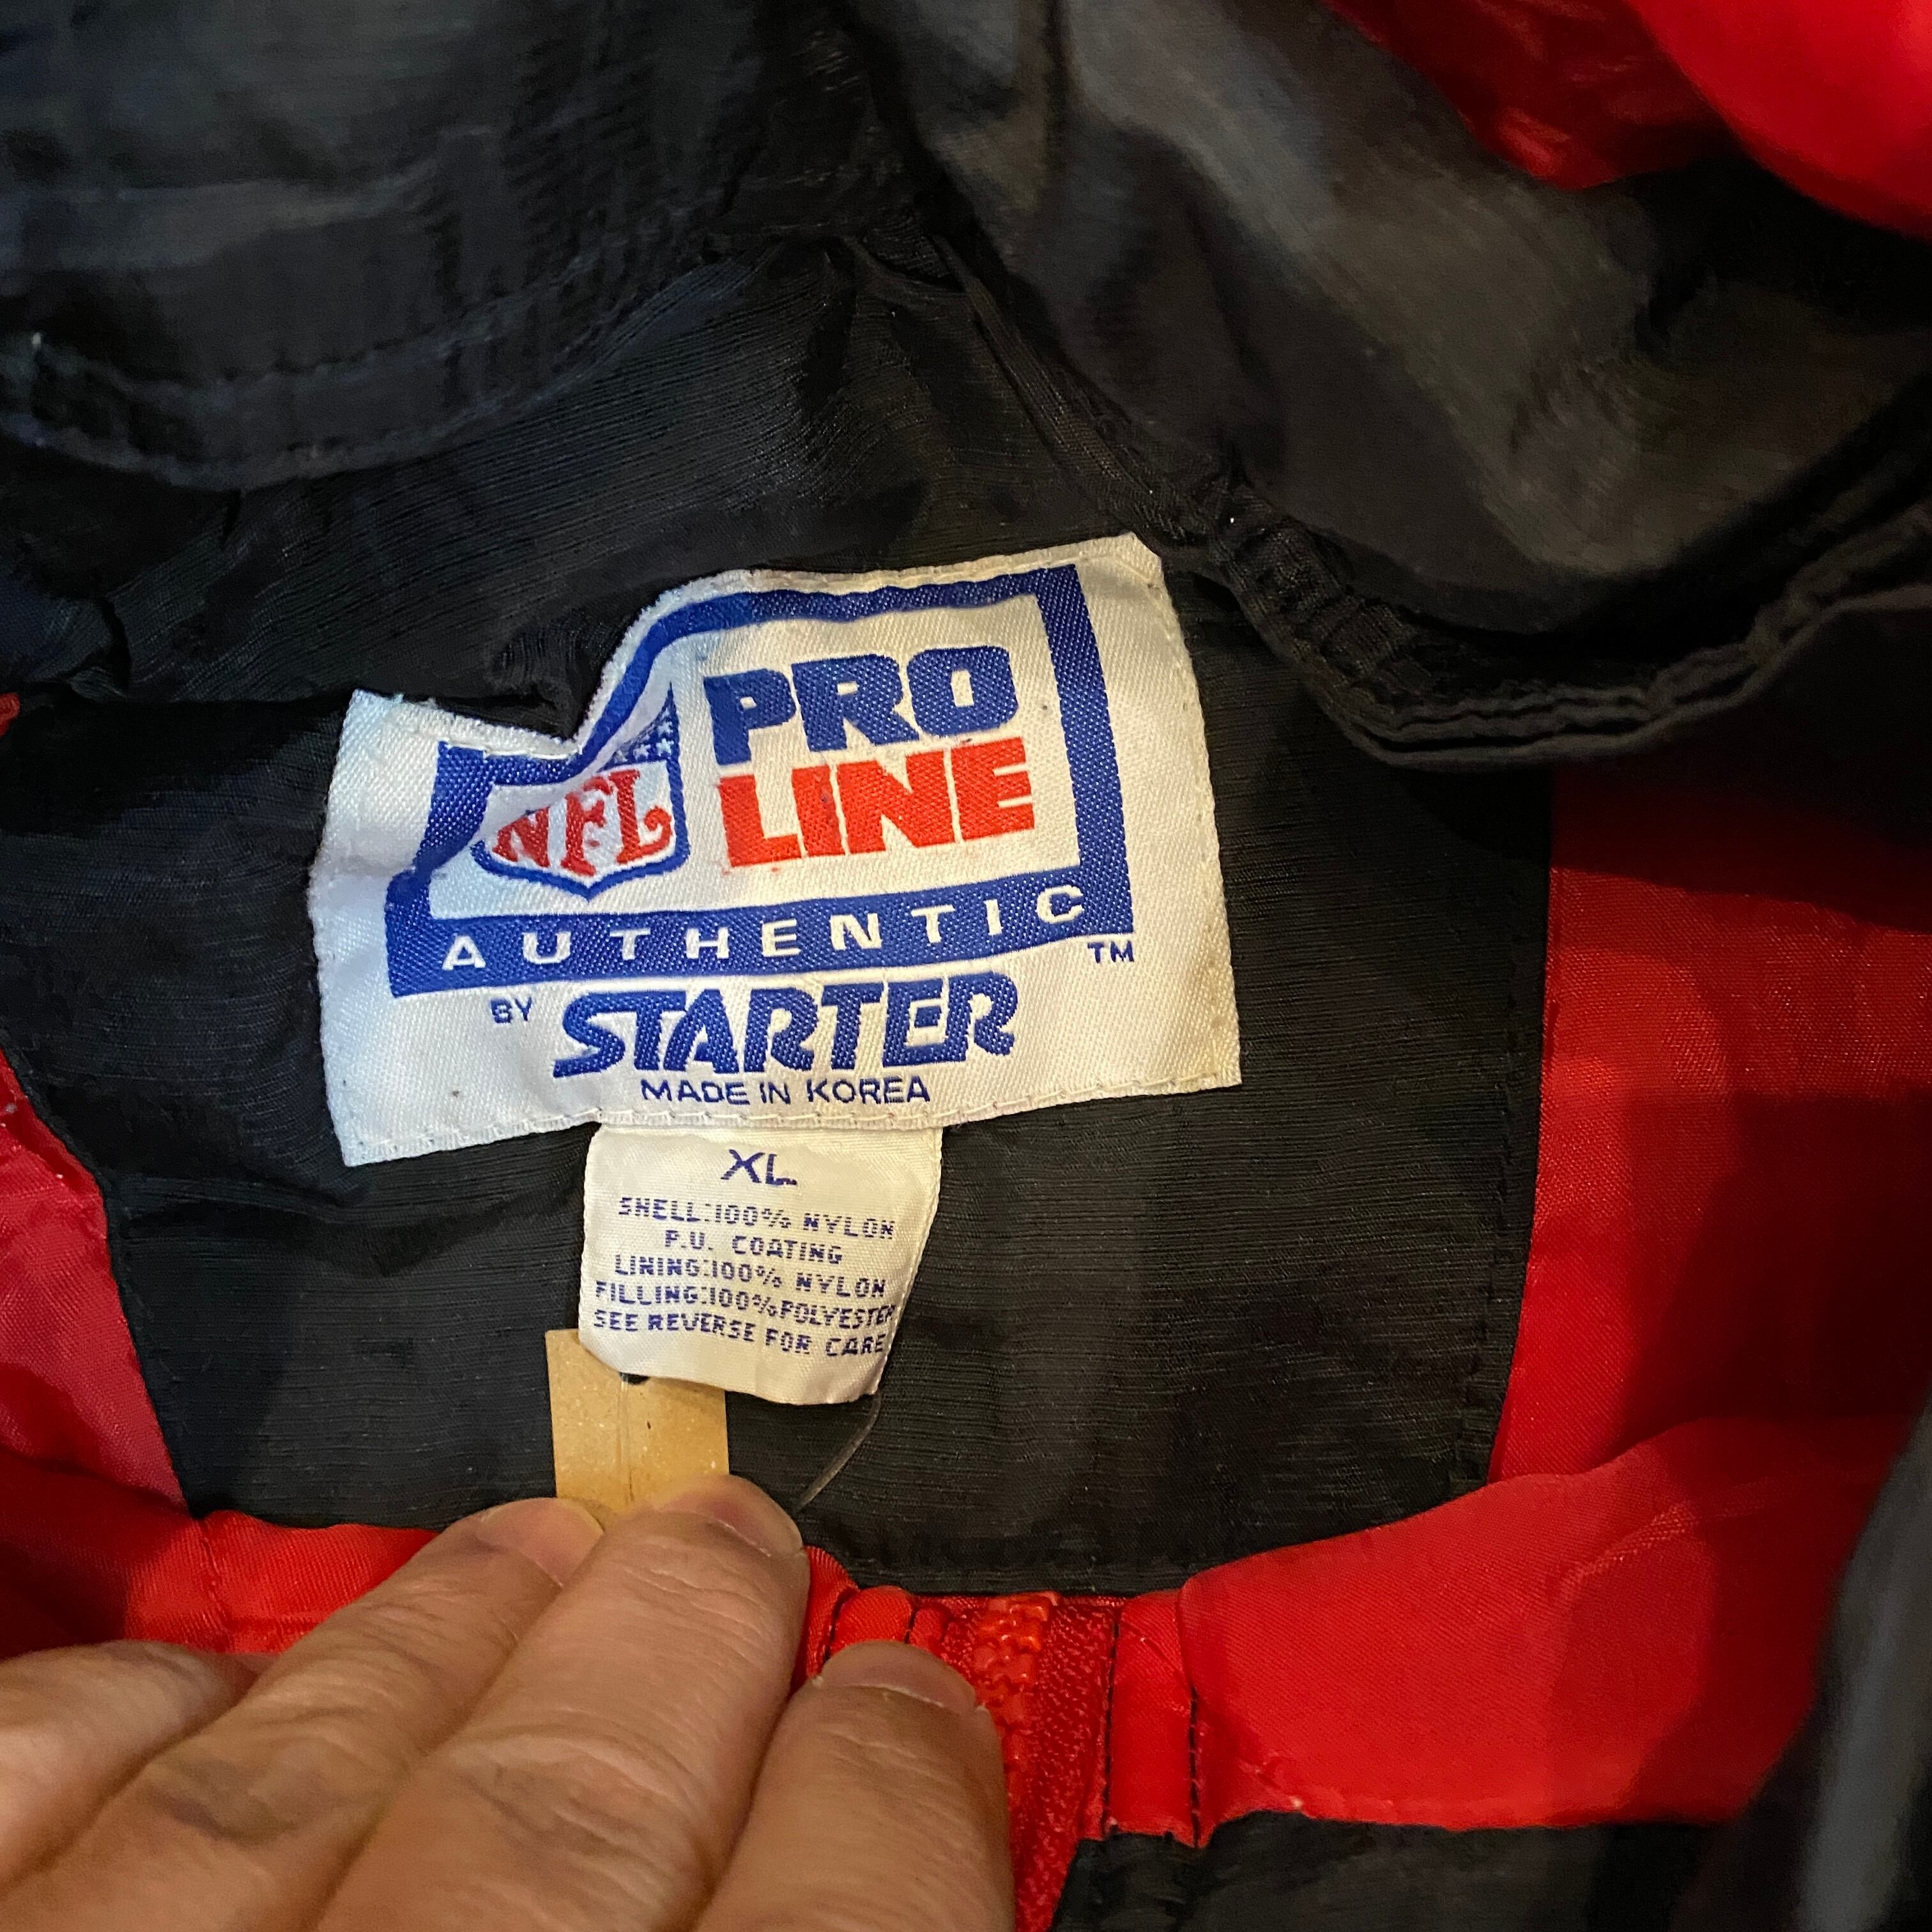 NFL
PRO
LINE
AUTHENTIC
TM
BY STARTER
MADE IN KOREA
XL
SHELL:100% NYLON
P.U. COATING
LINING:100% NYLON
FILLING:100%POLYESTER
SEE REVERSE FOR CARE